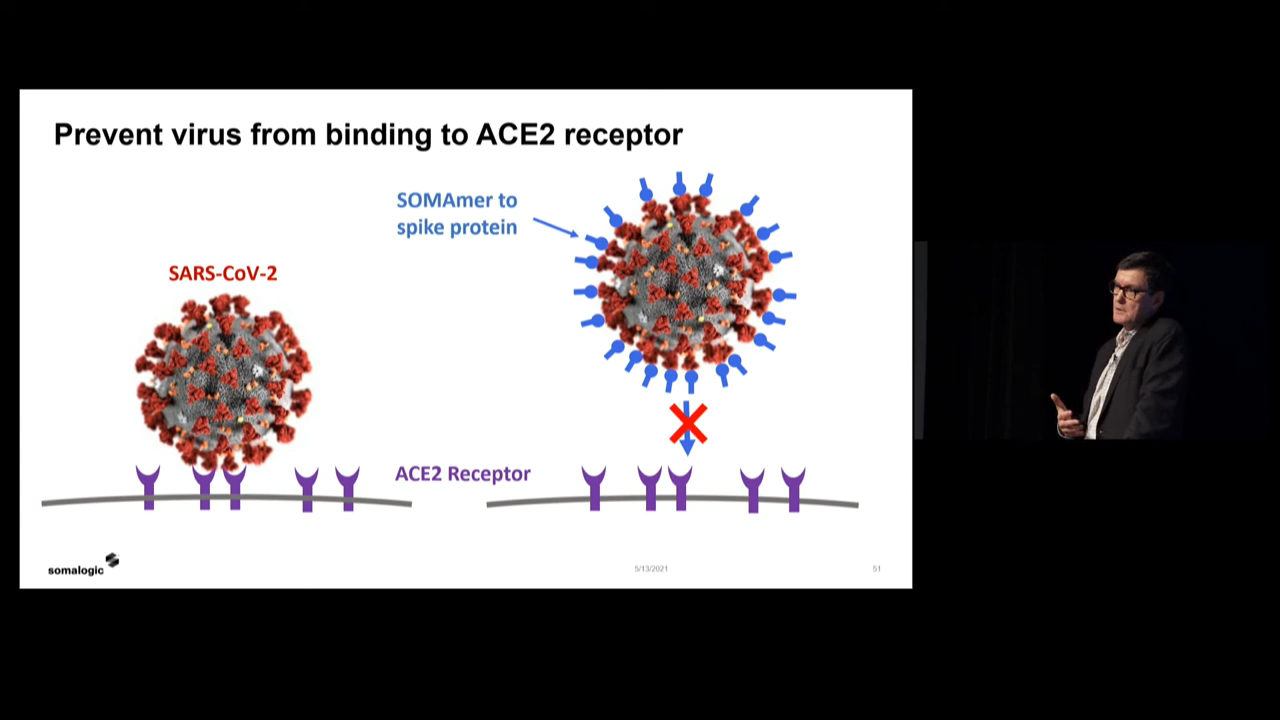 Prevent virus from binding to ACE2 receptor
SOMAmer to
spike protein
SARS-CoV-2
ACE2 Receptor
somalogic
5/13/2021
51